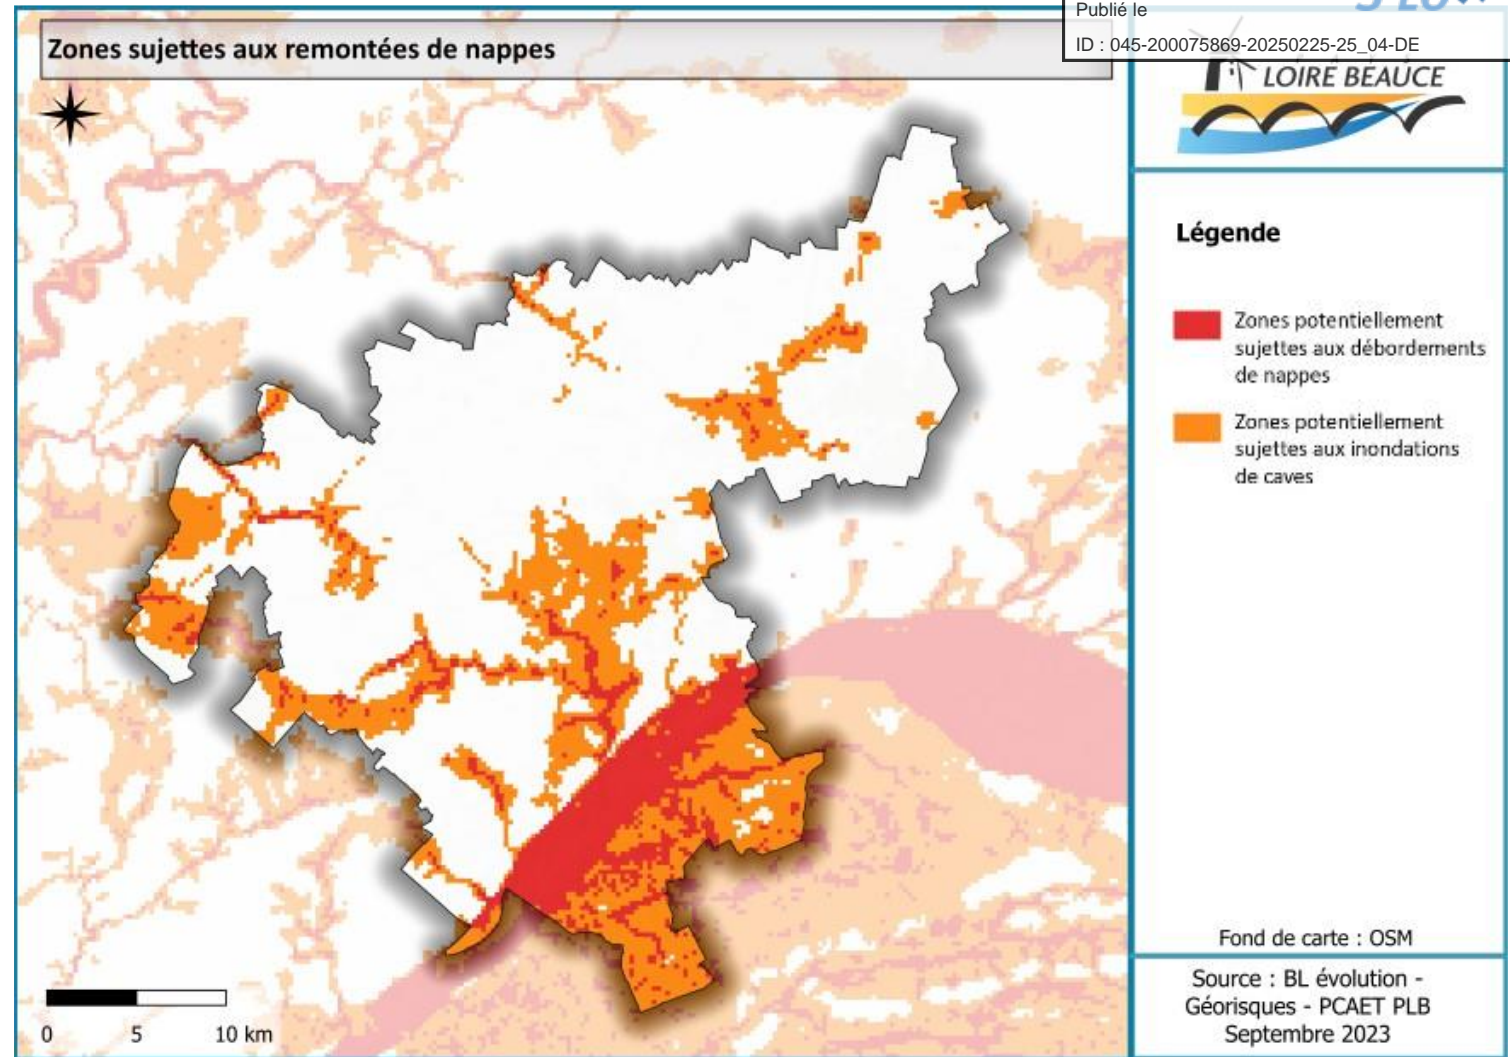 Publié le
ID : 045-200075869-20250225-25_04-DE
Zones sujettes aux remontées de nappes
LOIRE BEAUCE
Légende
Zones potentiellement
sujettes aux débordements
de nappes
Zones potentiellement
sujettes aux inondations
de caves
Fond de carte : OSM
Source : BL évolution -
Géorisques - PCAET PLB
Septembre 2023
0 5 10 km